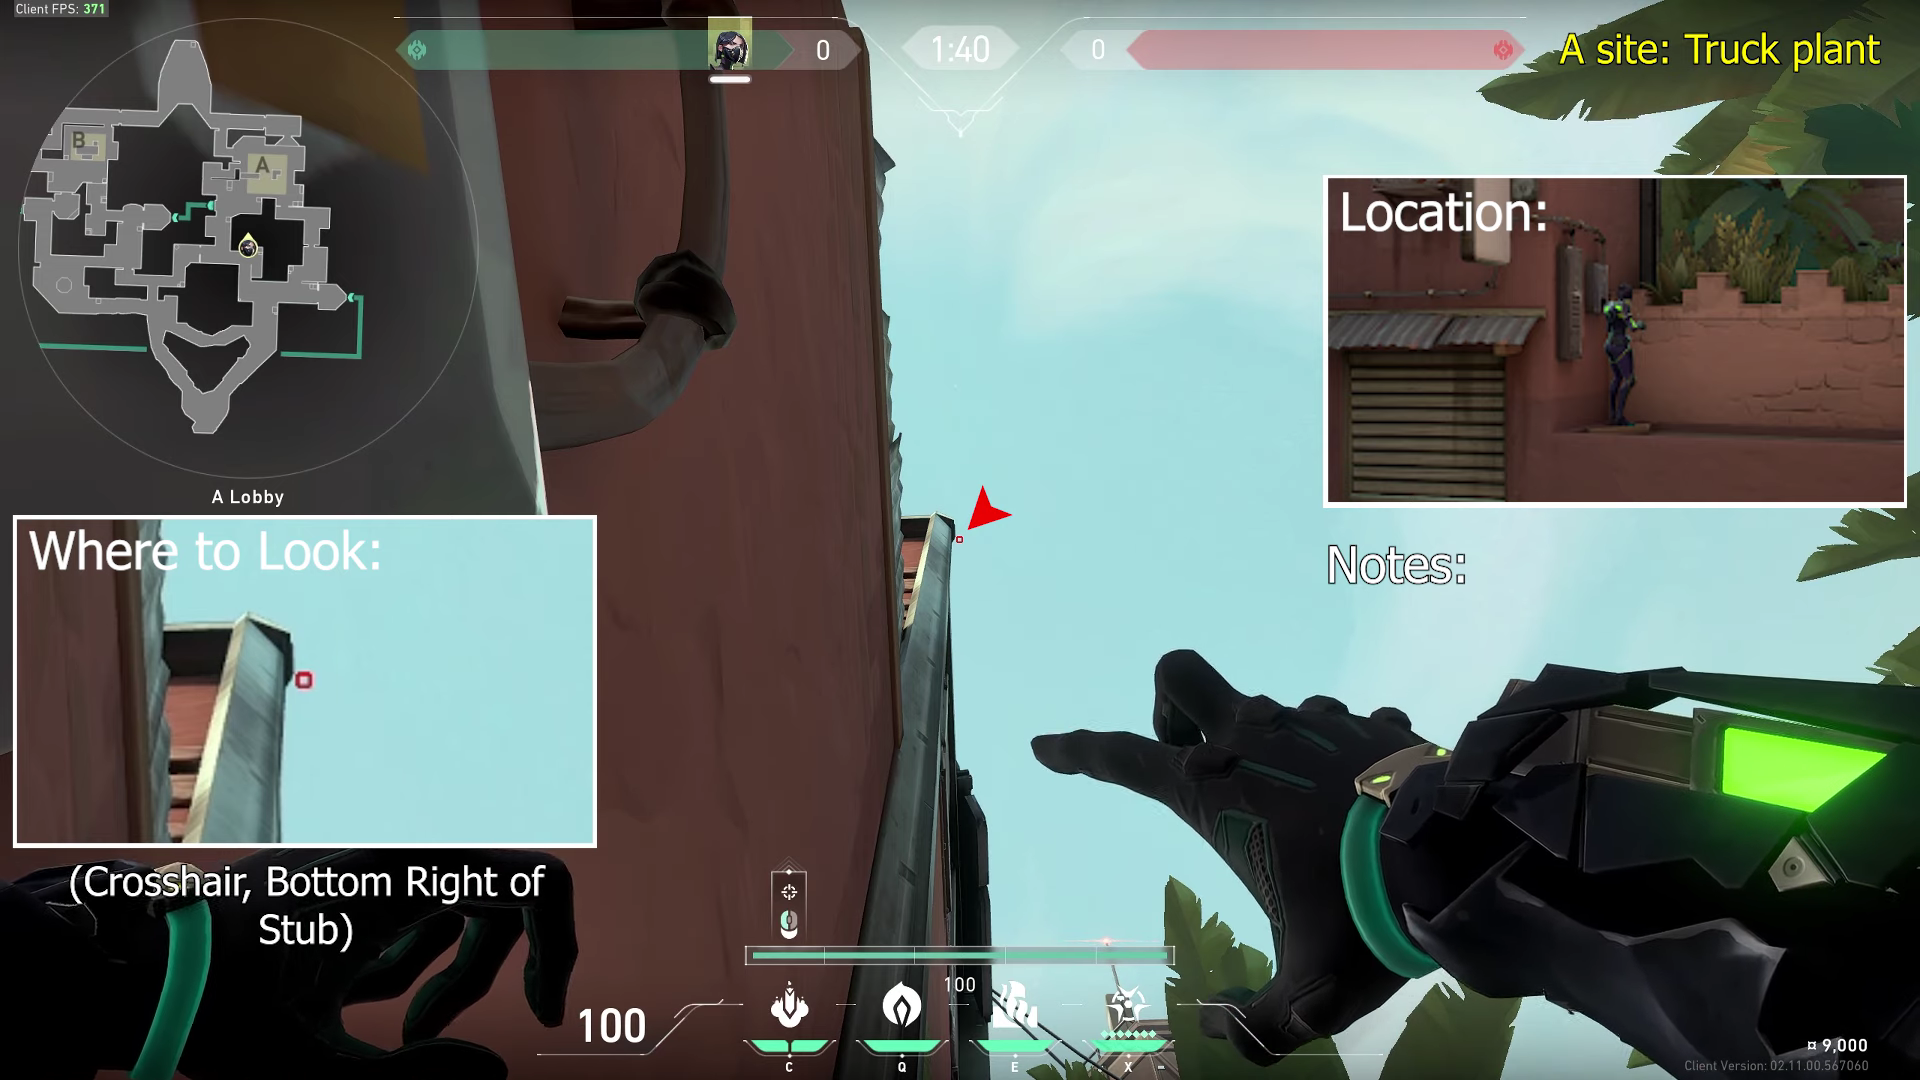 Client FPS: 371
0
1:40
0
A site: Truck plant
B
A
A Lobby
Location:
Where to Look:
Notes:
(Crosshair, Bottom Right of
Stub)
100
100
C
Q
E
X
¤ 9,000
Client Version: 02.11.00.567060